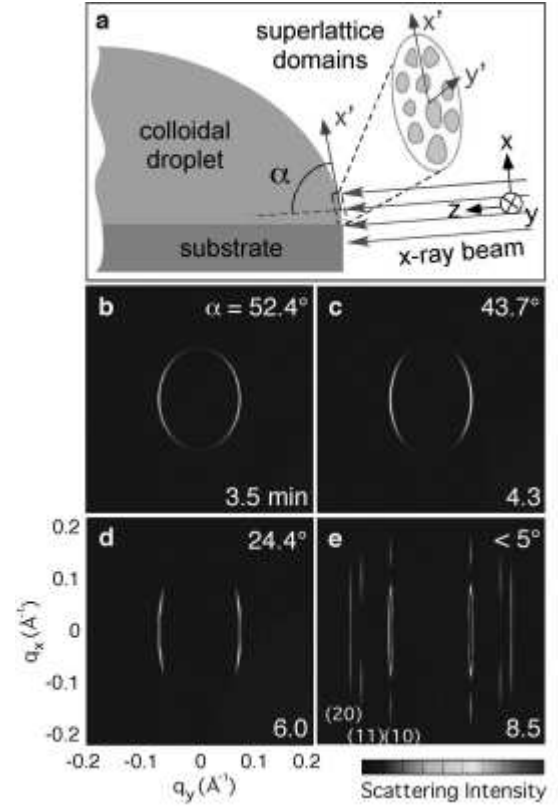 a
superlattice
domains
x'
y'
colloidal
droplet
x'
α
x
z
y
substrate
x-ray beam
b
α = 52.4°
3.5 min
c
43.7°
4.3
d
24.4°
6.0
e
< 5°
(20)
(11)(10)
8.5
0.2
0.1
0
-0.1
-0.2
qx(Å⁻¹)
-0.2 -0.1 0 0.1 0.2
qy(Å⁻¹)
Scattering Intensity